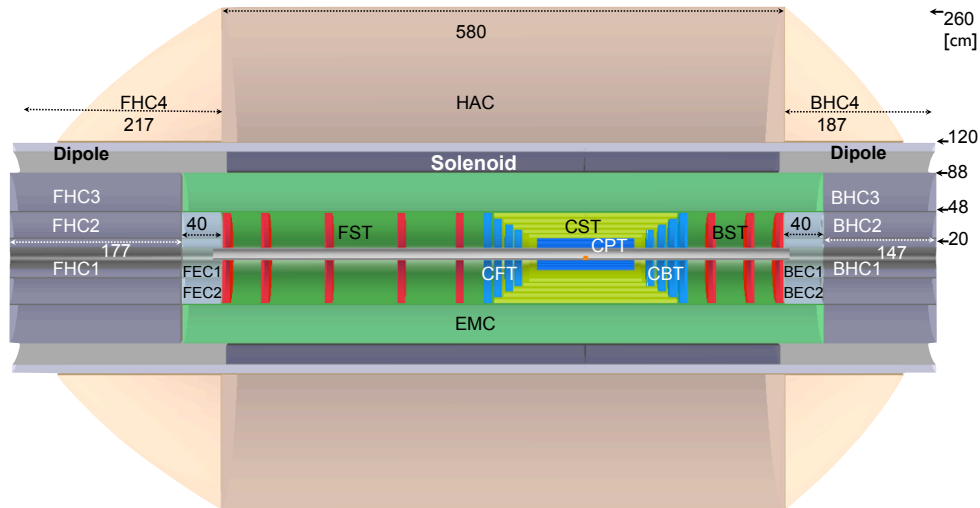 580
260
[cm]
FHC4
HAC
BHC4
217
187
120
Dipole
Solenoid
Dipole
88
FHC3
BHC3
48
FHC2
40
FST
CST
BST
40
BHC2
177
CPT
147
20
FHC1
FEC1
CFT
CBT
BEC1
BHC1
FEC2
BEC2
EMC